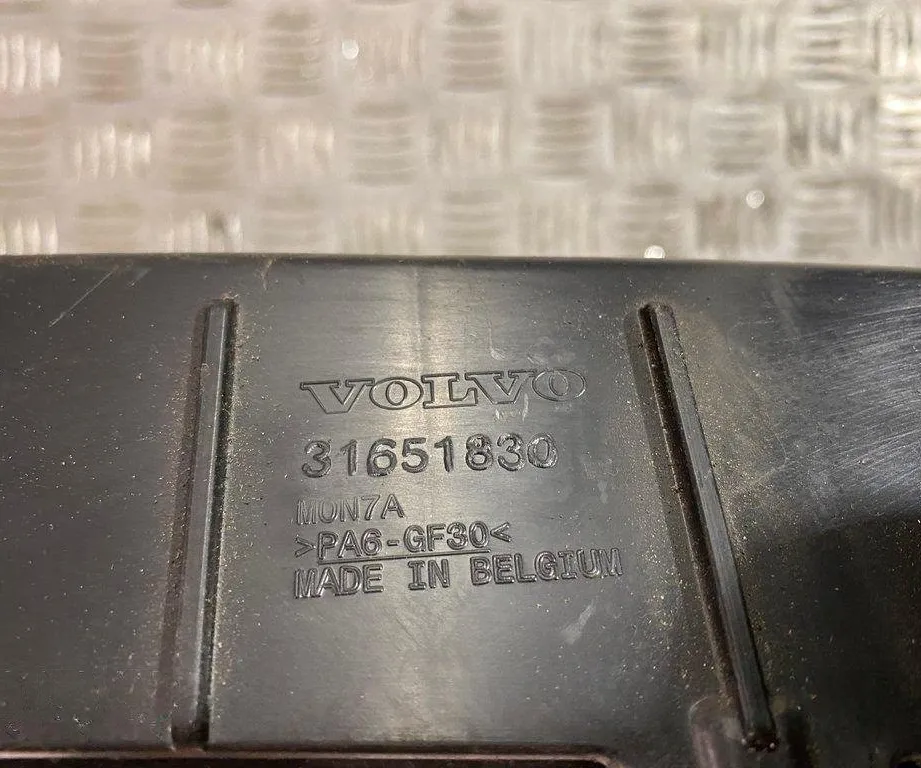 VOLVO
31651830
MON7A
>PA6-GF30<
MADE IN BELGIUM